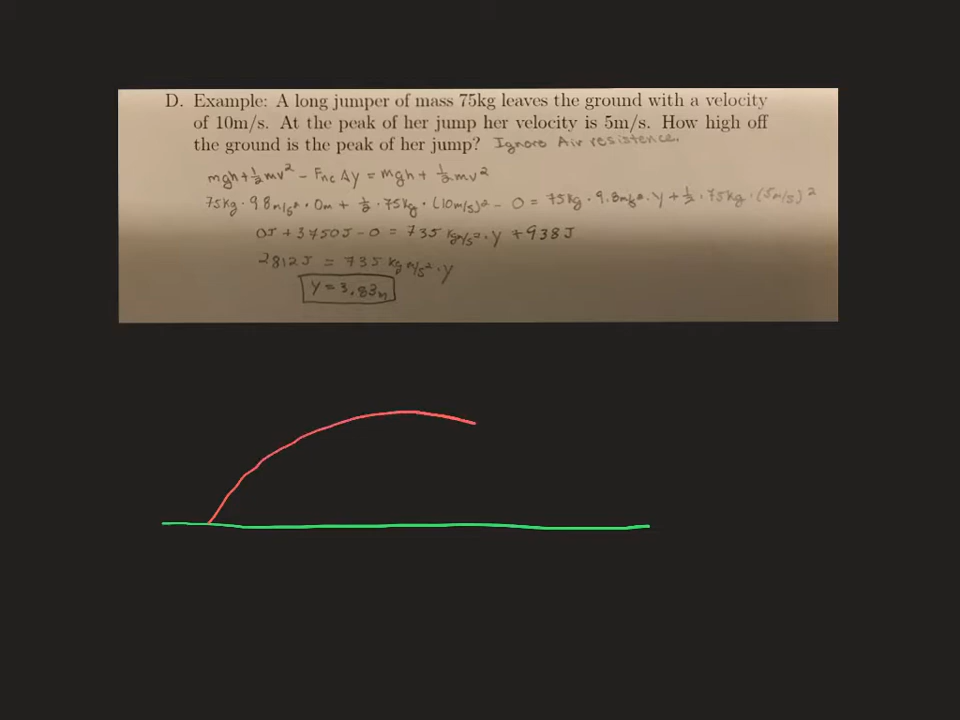 D. Example: A long jumper of mass 75kg leaves the ground with a velocity
of 10m/s. At the peak of her jump her velocity is 5m/s. How high off
the ground is the peak of her jump? Ignore Air resistence.
mgh + ½mv² - Fnc Δy = mgh + ½mv²
75kg · 9.8m/s² · 0m + ½ · 75kg · (10m/s)² - 0 = 75kg · 9.8m/s² · y + ½ · 75kg · (5m/s)²
0J + 3750J - 0 = 735 kg m/s² · y + 938J
2812J = 735 kg m/s² · y
y = 3.83m